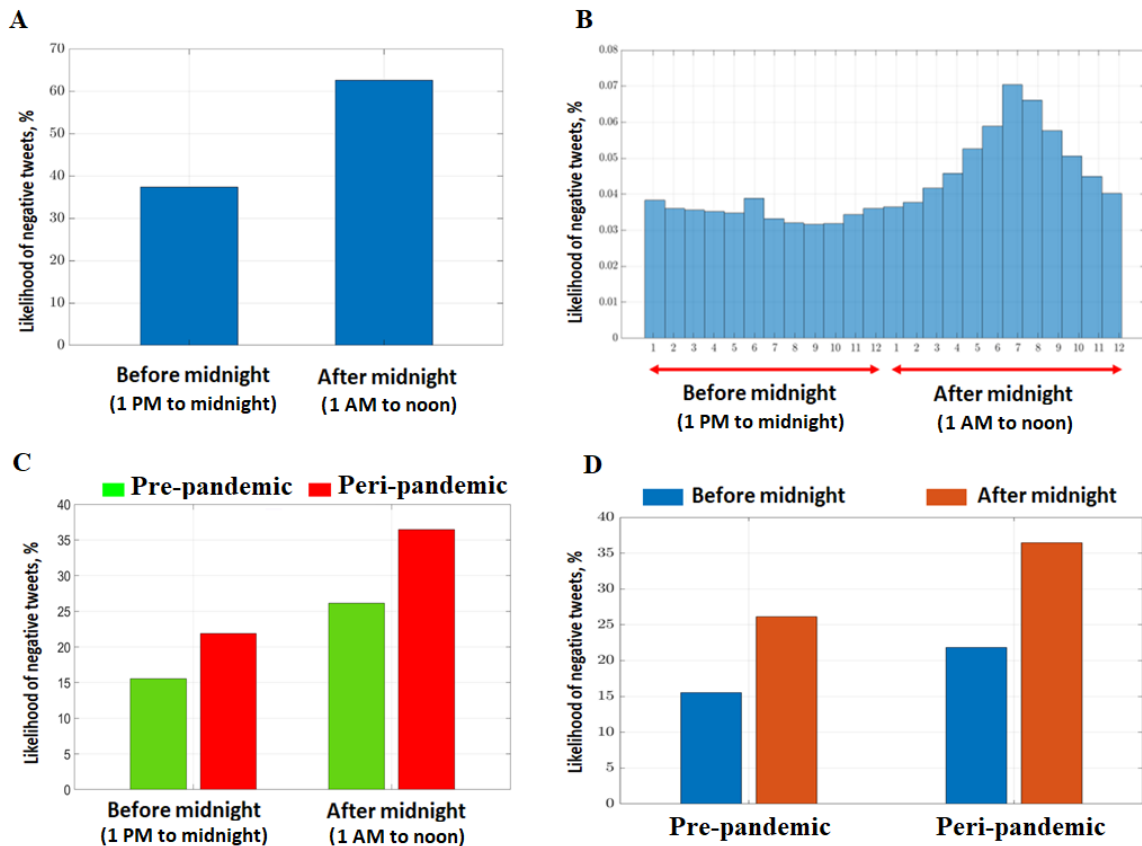 A
Likelihood of negative tweets, %
70
60
50
40
30
20
10
0
Before midnight
(1 PM to midnight)
After midnight
(1 AM to noon)
B
Likelihood of negative tweets, %
0.08
0.07
0.06
0.05
0.04
0.03
0.02
0.01
0
1 2 3 4 5 6 7 8 9 10 11 12 1 2 3 4 5 6 7 8 9 10 11 12
Before midnight
(1 PM to midnight)
After midnight
(1 AM to noon)
C
Pre-pandemic Peri-pandemic
Likelihood of negative tweets, %
40
35
30
25
20
15
10
5
0
Before midnight
(1 PM to midnight)
After midnight
(1 AM to noon)
D
Before midnight After midnight
Likelihood of negative tweets, %
40
35
30
25
20
15
10
5
0
Pre-pandemic Peri-pandemic